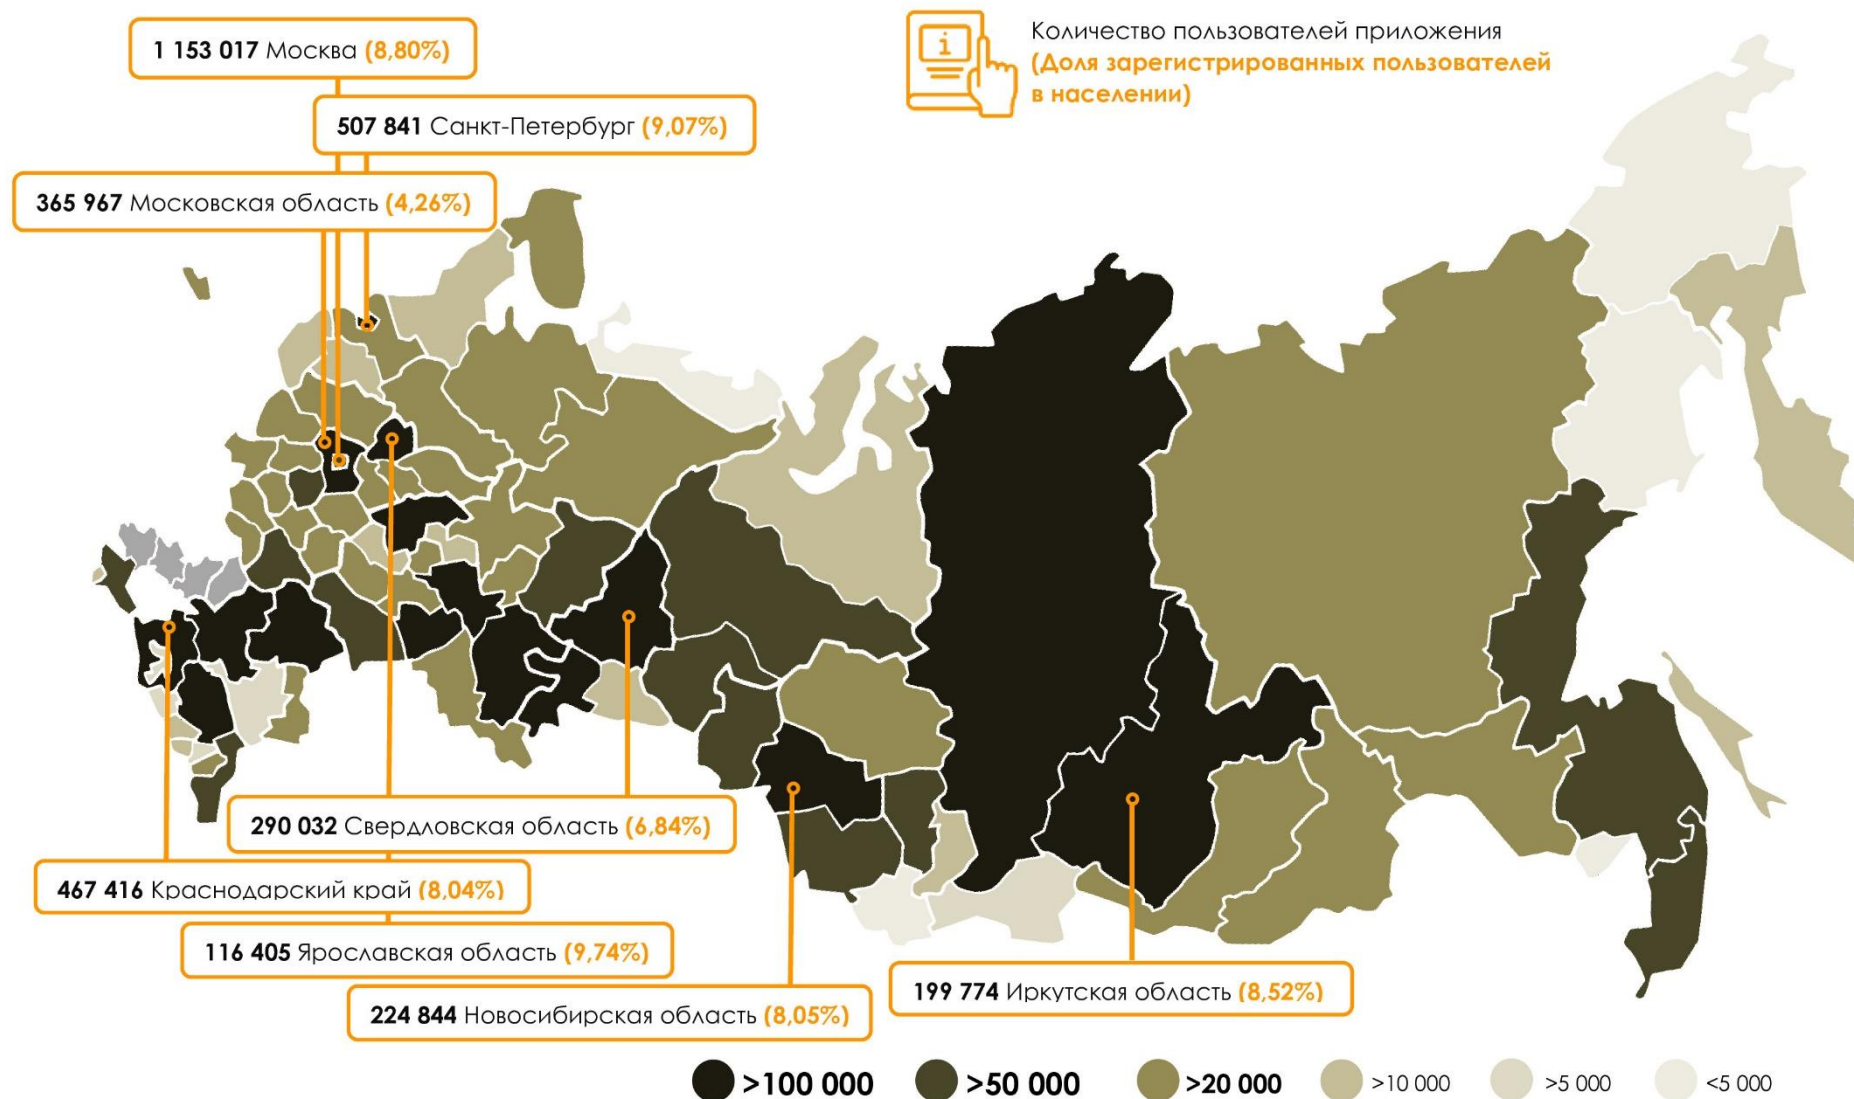 1 153 017 Москва (8,80%)
507 841 Санкт-Петербург (9,07%)
365 967 Московская область (4,26%)
i
Количество пользователей приложения
(Доля зарегистрированных пользователей
в населении)
290 032 Свердловская область (6,84%)
467 416 Краснодарский край (8,04%)
116 405 Ярославская область (9,74%)
224 844 Новосибирская область (8,05%)
199 774 Иркутская область (8,52%)
>100 000 >50 000 >20 000 >10 000 >5 000 <5 000